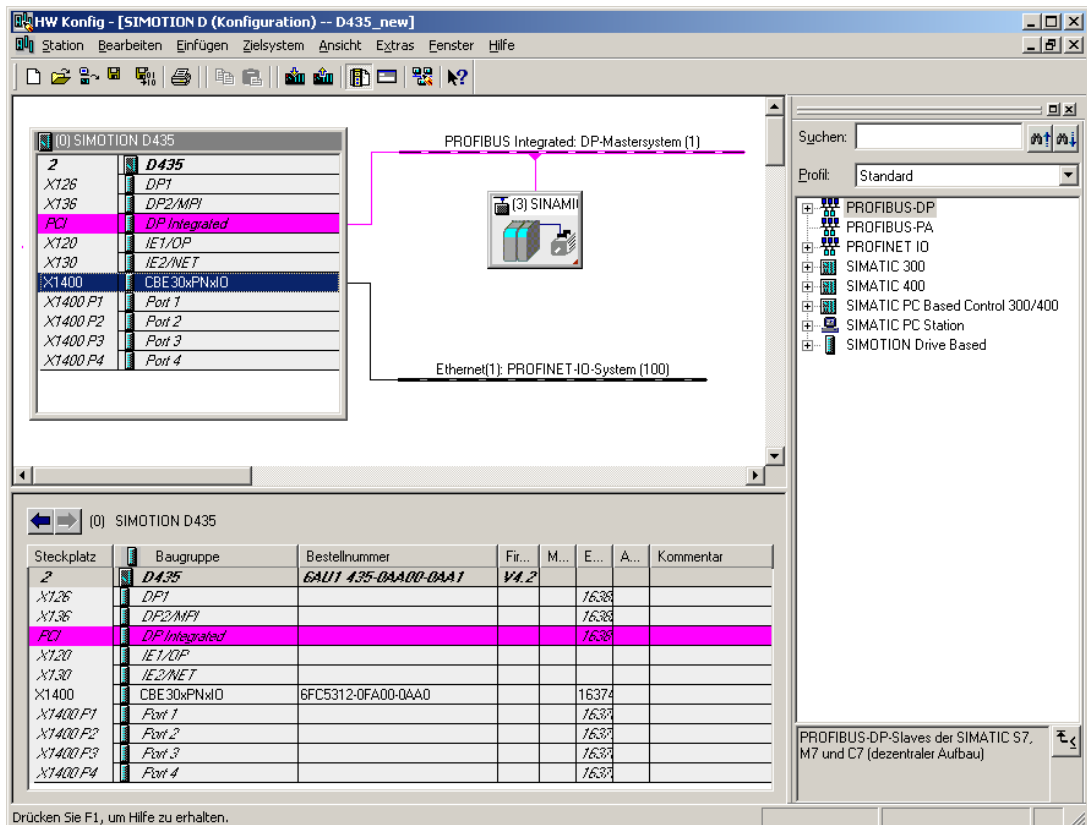 HW Konfig - [SIMOTION D (Konfiguration) -- D435_new]
Station Bearbeiten Einfügen Zielsystem Ansicht Extras Fenster Hilfe
(0) SIMOTION D435
2 D435
X126 DP1
X136 DP2/MPI
PCI DP Integrated
X120 IE1/OP
X130 IE2/NET
X1400 CBE30xPNxIO
X1400 P1 Port 1
X1400 P2 Port 2
X1400 P3 Port 3
X1400 P4 Port 4
PROFIBUS Integrated: DP-Mastersystem (1)
(3) SINAMI
Ethernet(1): PROFINET-IO-System (100)
Suchen:
Profil: Standard
PROFIBUS-DP
PROFIBUS-PA
PROFINET IO
SIMATIC 300
SIMATIC 400
SIMATIC PC Based Control 300/400
SIMATIC PC Station
SIMOTION Drive Based
PROFIBUS-DP-Slaves der SIMATIC S7,
M7 und C7 (dezentraler Aufbau)
(0) SIMOTION D435
Steckplatz Baugruppe Bestellnummer Fir... M... E... A... Kommentar
2 D435 6AU1 435-0AA00-0AA1 V4.2
X126 DP1 1638
X136 DP2/MPI 1638
PCI DP Integrated 1638
X120 IE1/OP
X130 IE2/NET
X1400 CBE30xPNxIO 6FC5312-0FA00-0AA0 16374
X1400 P1 Port 1 1637
X1400 P2 Port 2 1637
X1400 P3 Port 3 1637
X1400 P4 Port 4 1637
Drücken Sie F1, um Hilfe zu erhalten.